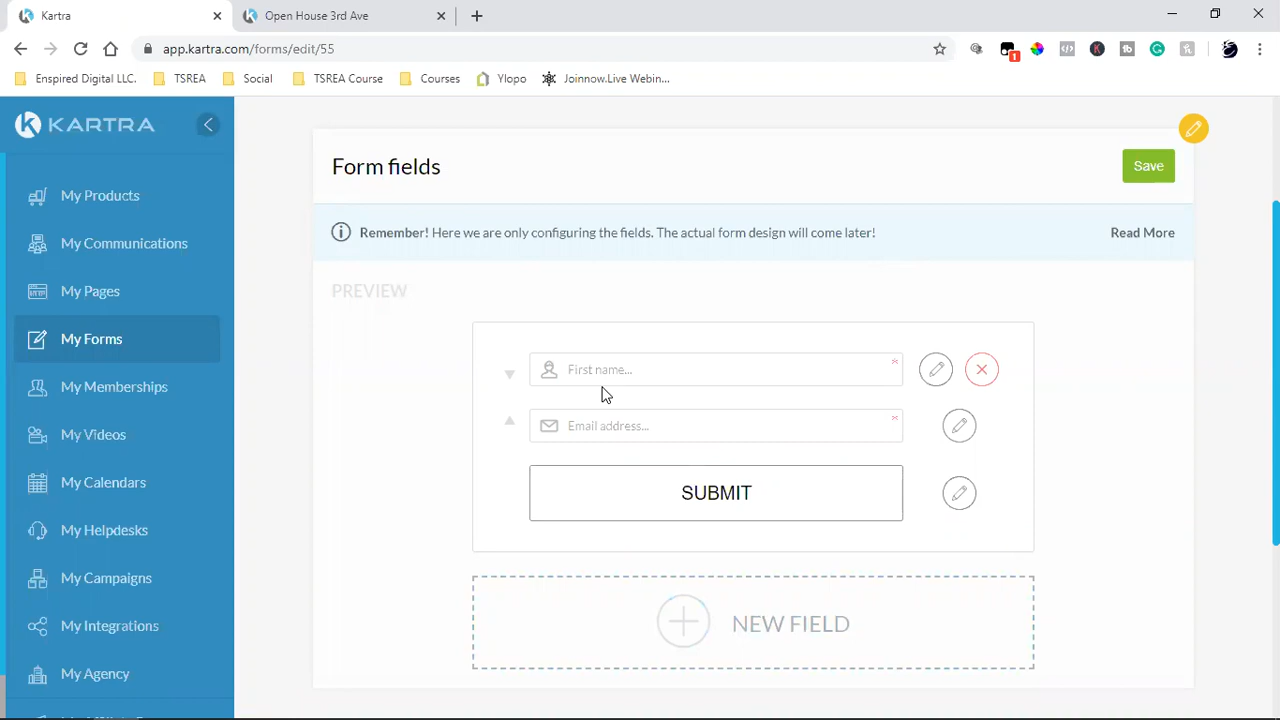 Kartra
Open House 3rd Ave
app.kartra.com/forms/edit/55
1
Enspired Digital LLC.
TSREA
Social
TSREA Course
Courses
Ylopo
Joinnow.Live Webin...
KARTRA
My Products
My Communications
My Pages
My Forms
My Memberships
My Videos
My Calendars
My Helpdesks
My Campaigns
My Integrations
My Agency
Form fields
Save
Remember! Here we are only configuring the fields. The actual form design will come later!
Read More
PREVIEW
First name... *
Email address... *
SUBMIT
NEW FIELD